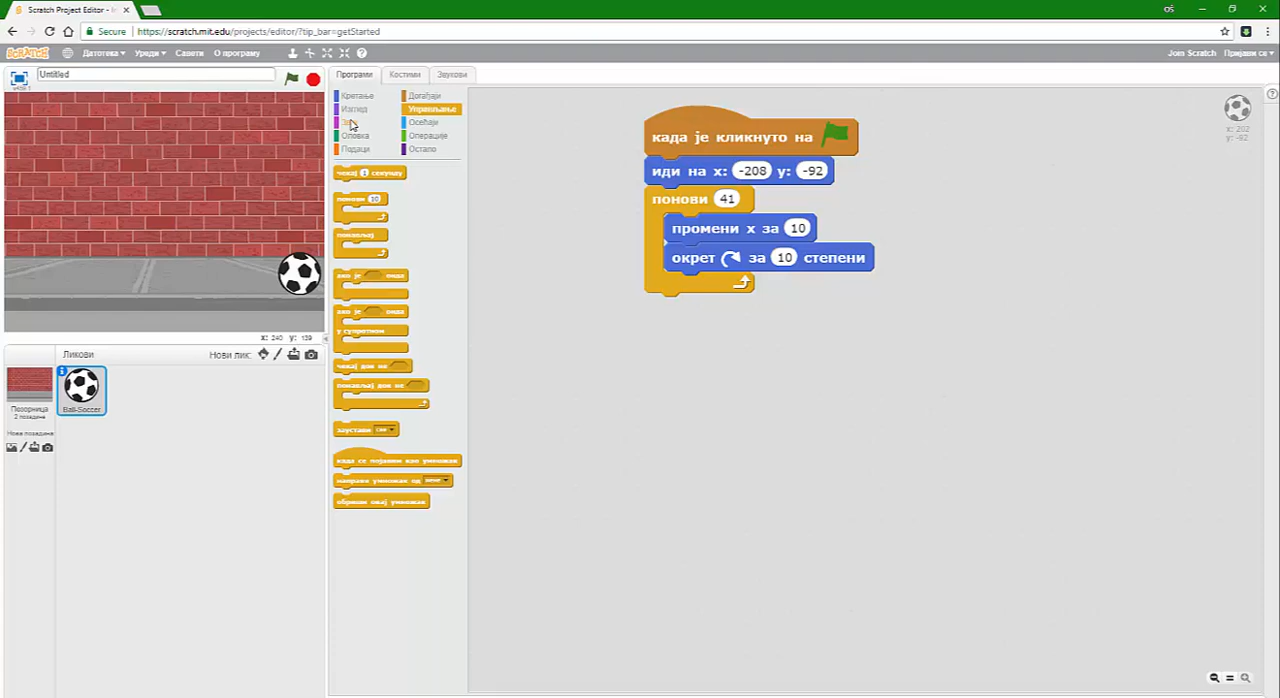 Scratch Project Editor -
Secure https://scratch.mit.edu/projects/editor/?tip_bar=getStarted
SCRATCH Датотека Уреди Савети О програму Join Scratch Пријави се
Untitled
Програми Костими Звукови
Кретање Догађаји
Изглед Управљање
Осећаји
Оловка Операције
Подаци Остало
чекај 1 секунду
понови 10
понављај
ако је онда
ако је онда
у супротном
чекај док не
понављај док не
заустави све
када се појавим као умножак
направи умножак од мене
обриши овај умножак
када је кликнуто на
иди на x: -208 y: -92
понови 41
промени x за 10
окрет за 10 степени
x: 202
y: -92
x: 240 y: 139
Ликови Нови лик:
Позорница
2 позадине
Нова позадина:
Ball-Soccer